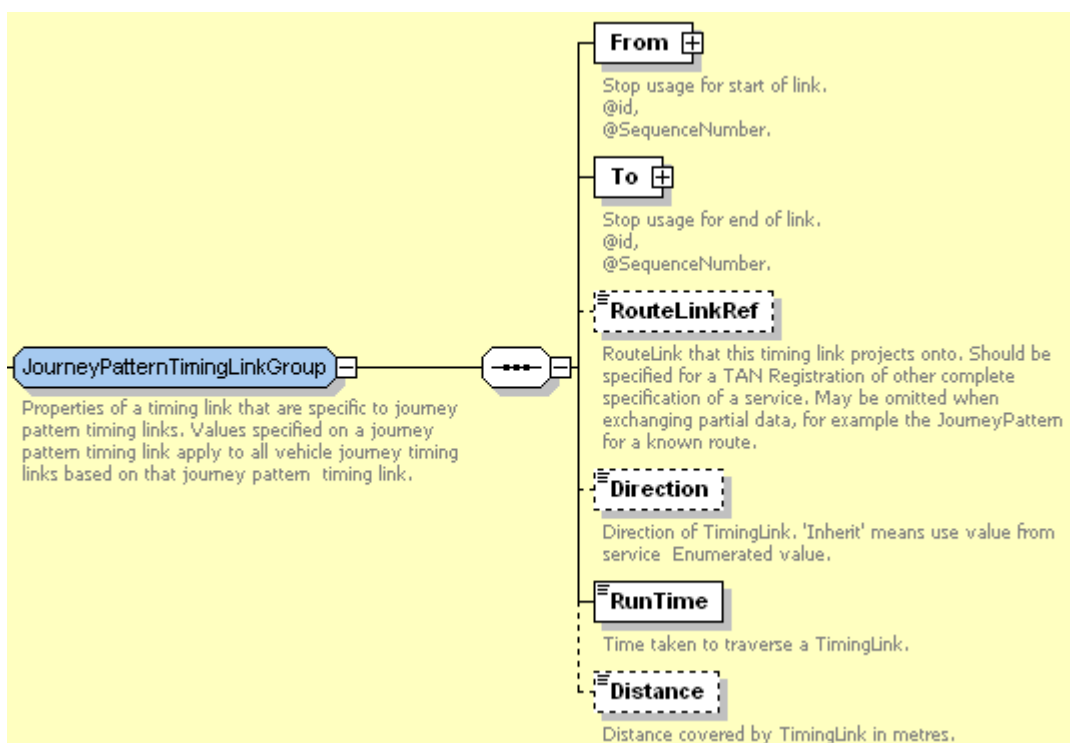 From
Stop usage for start of link.
@id,
@SequenceNumber.
To
Stop usage for end of link.
@id,
@SequenceNumber.
RouteLinkRef
RouteLink that this timing link projects onto. Should be
specified for a TAN Registration of other complete
specification of a service. May be omitted when
exchanging partial data, for example the JourneyPattern
for a known route.
JourneyPatternTimingLinkGroup
Properties of a timing link that are specific to journey
pattern timing links. Values specified on a journey
pattern timing link apply to all vehicle journey timing
links based on that journey pattern timing link.
Direction
Direction of TimingLink. 'Inherit' means use value from
service Enumerated value.
RunTime
Time taken to traverse a TimingLink.
Distance
Distance covered by TimingLink in metres.